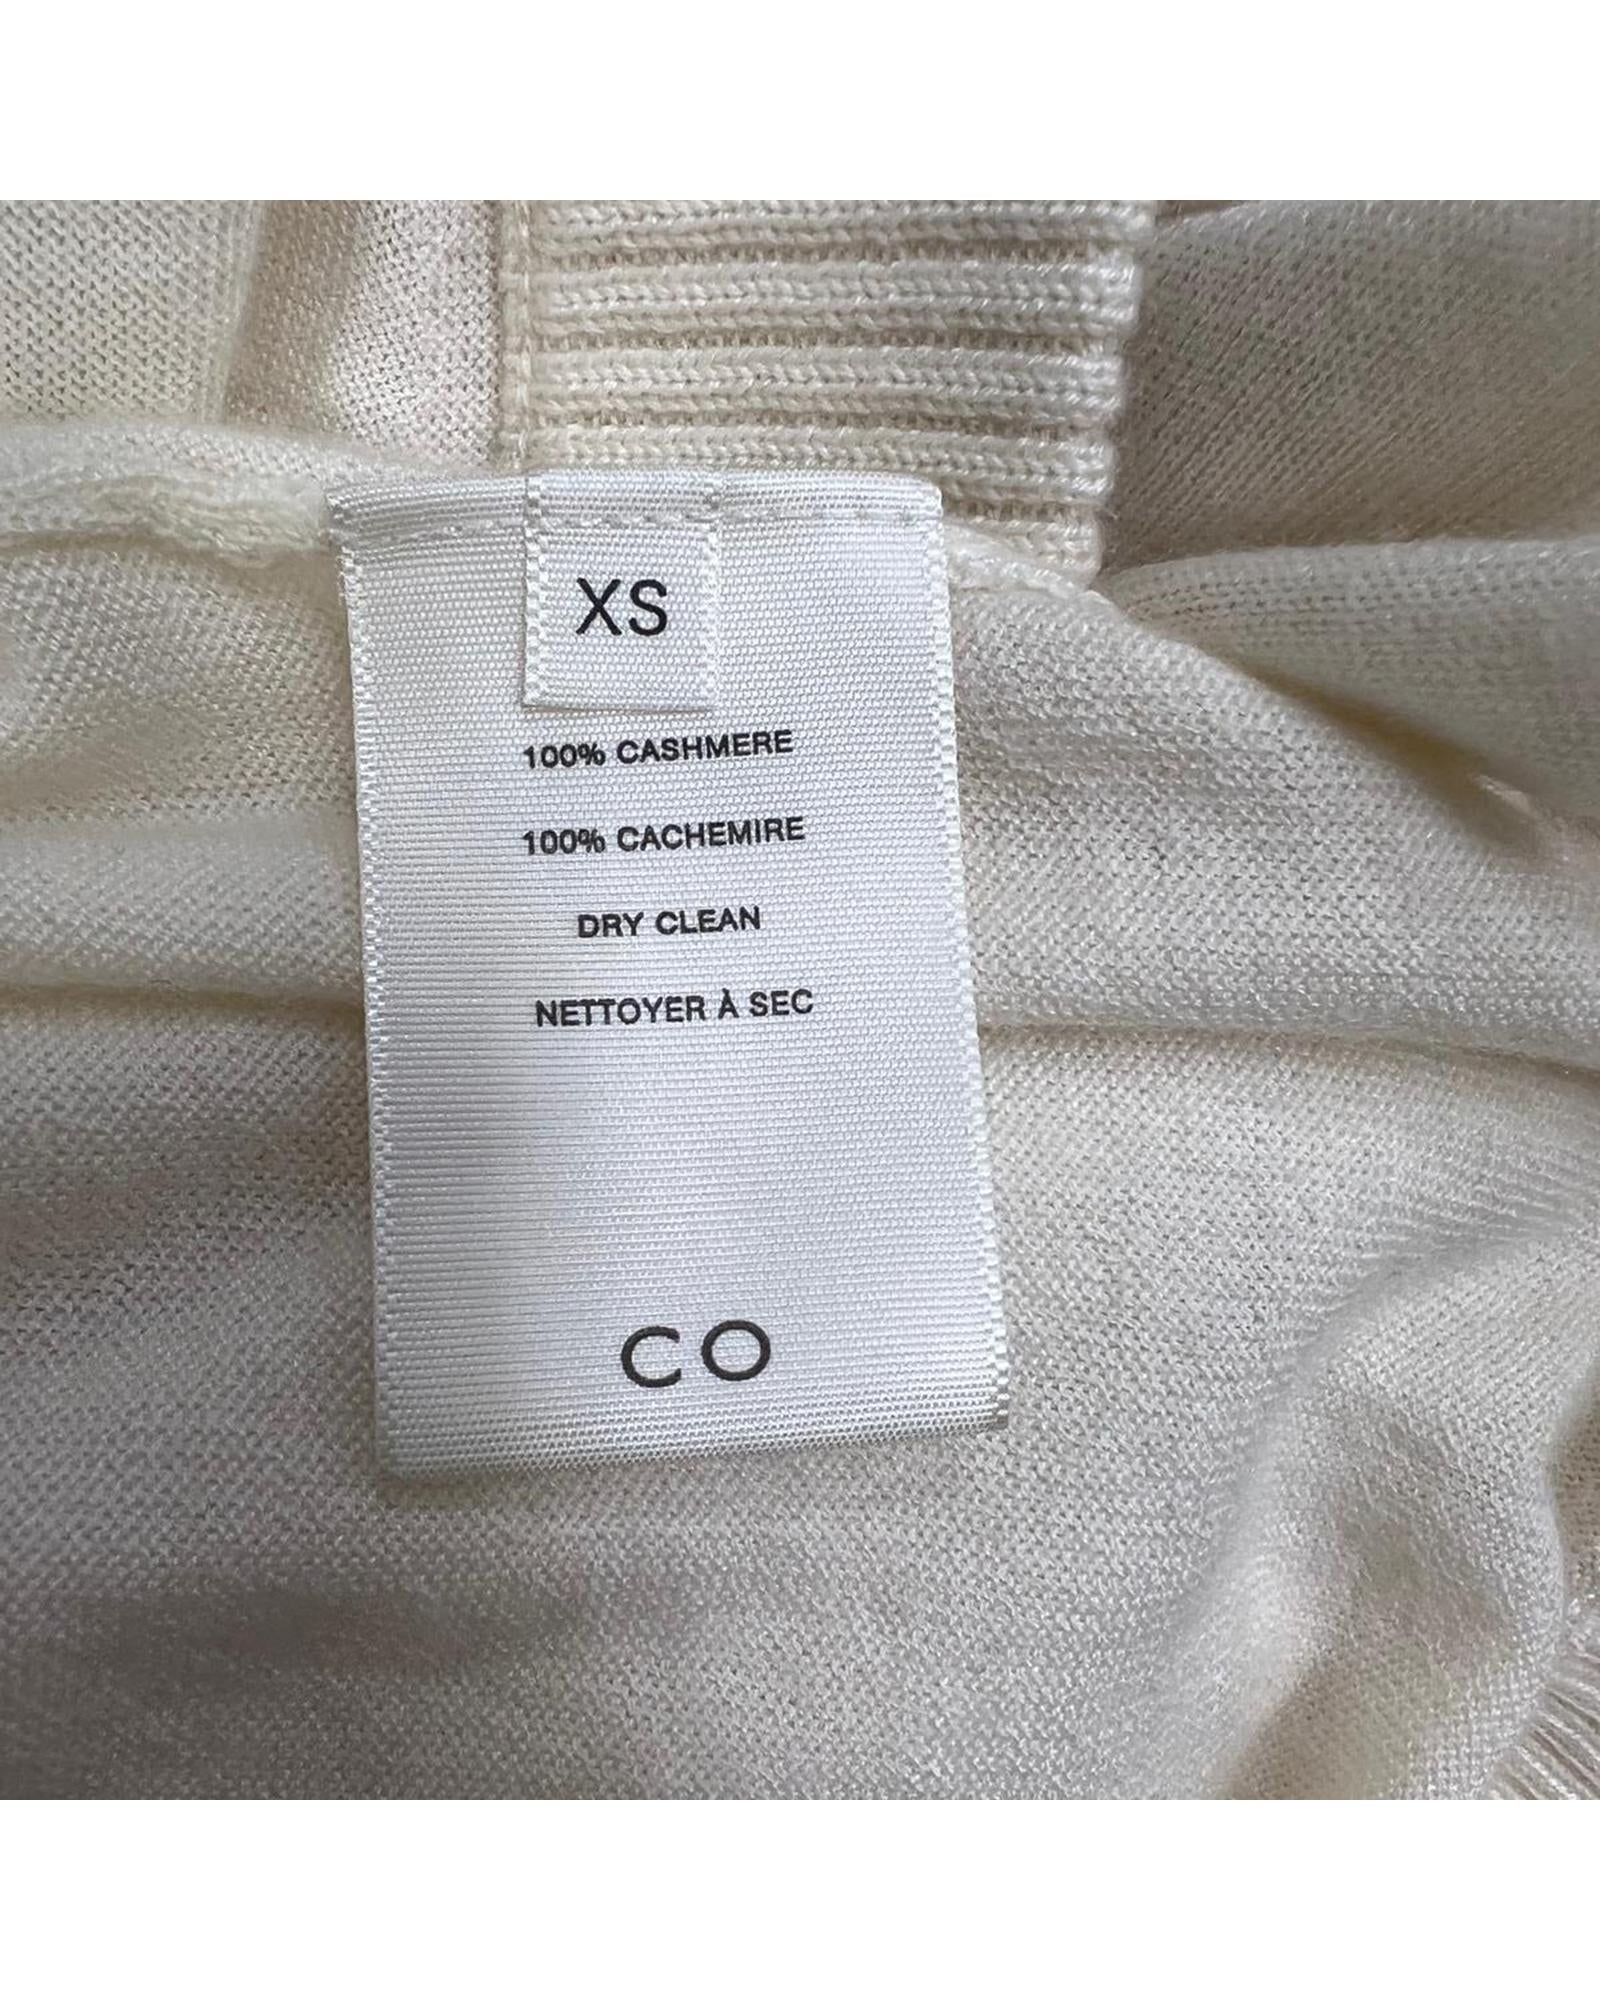 XS
100% CASHMERE
100% CACHEMIRE
DRY CLEAN
NETTOYER À SEC
CO